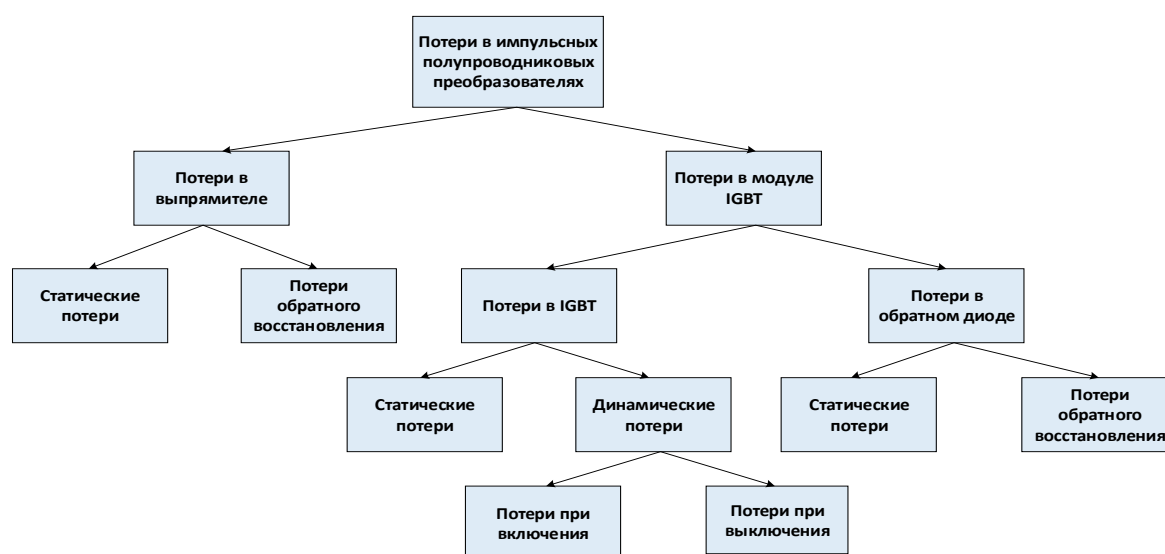 Потери в импульсных
полупроводниковых
преобразователях
Потери в
выпрямителе
Потери в модуле
IGBT
Статические
потери
Потери
обратного
восстановления
Потери в IGBT
Потери в
обратном диоде
Статические
потери
Динамические
потери
Статические
потери
Потери
обратного
восстановления
Потери при
включения
Потери при
выключения